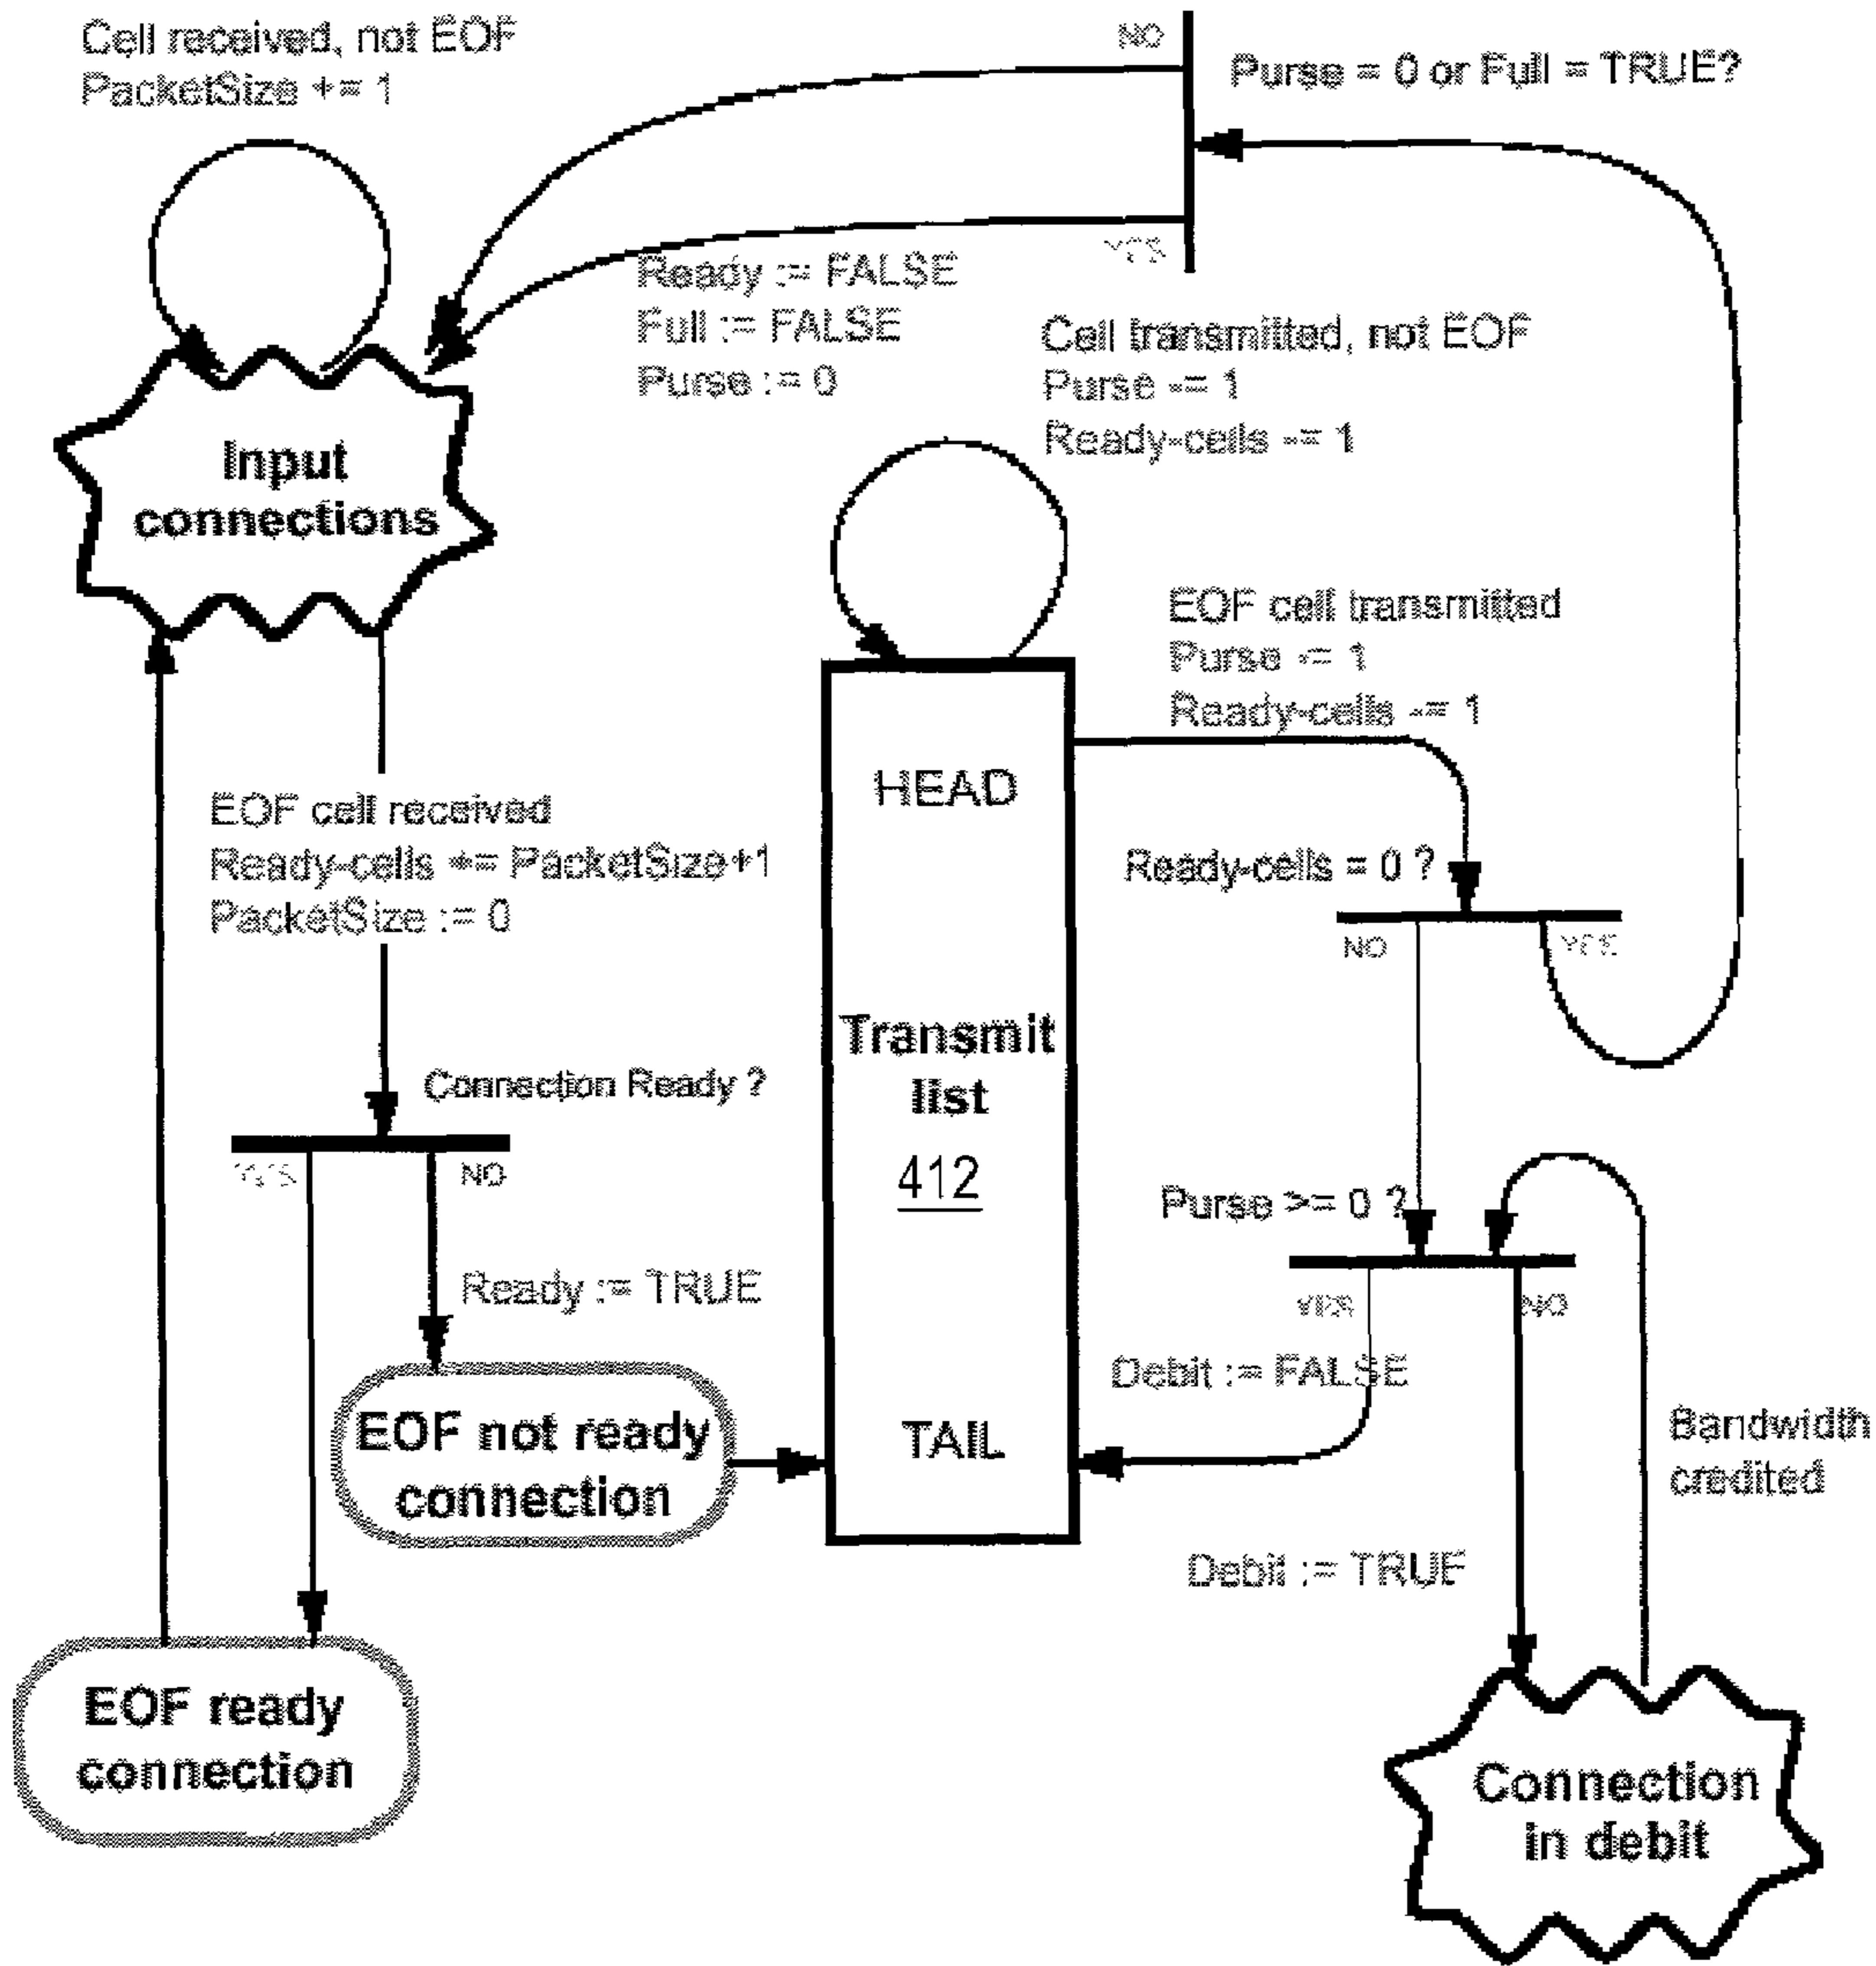 Cell received, not EOF
PacketSize += 1
NO
Purse = 0 or Full = TRUE?
YES
Ready := FALSE
Full := FALSE
Purse := 0
Cell transmitted, not EOF
Purse -= 1
Ready-cells -= 1
Input
connections
EOF cell transmitted
Purse -= 1
Ready-cells -= 1
HEAD
EOF cell received
Ready-cells += PacketSize+1
PacketSize := 0
Ready-cells = 0 ?
NO
YES
Transmit
list
412
Connection Ready ?
YES
NO
Purse >= 0 ?
YES
NO
Ready := TRUE
Debit := FALSE
EOF not ready
connection
TAIL
Bandwidth
credited
Debit := TRUE
EOF ready
connection
Connection
in debit